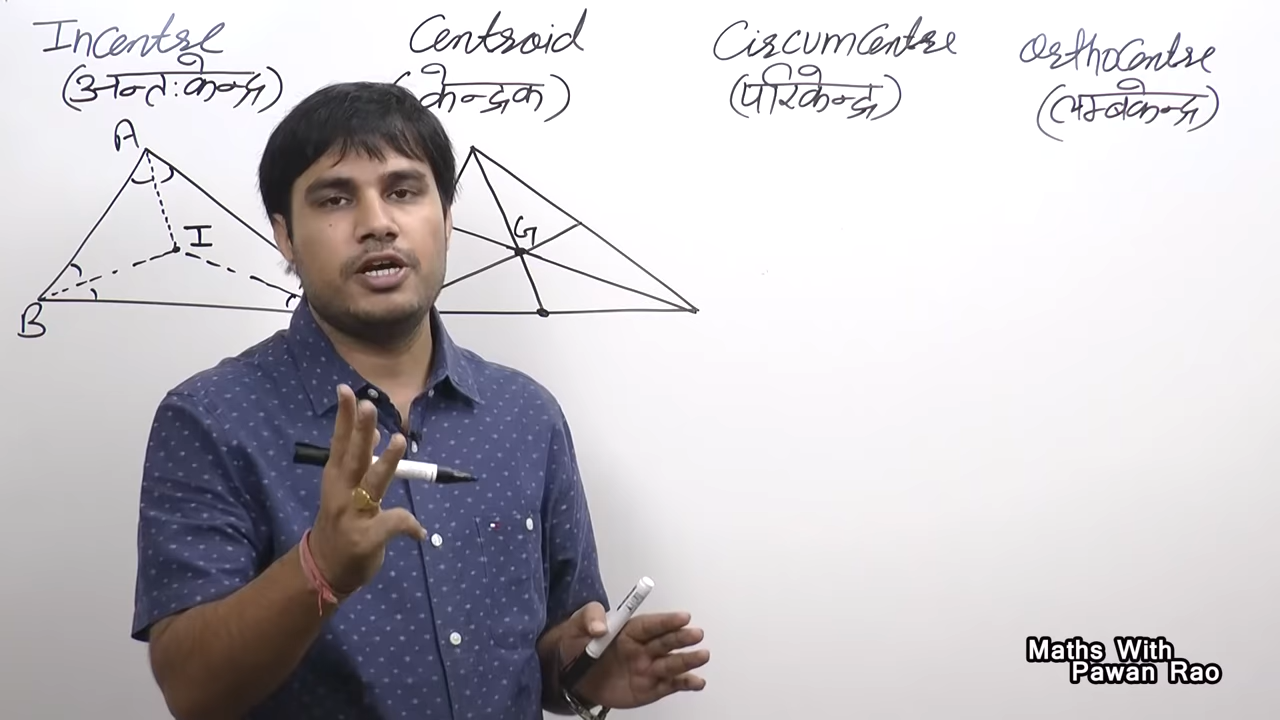 Incentre
(अन्तःकेन्द्र)
Centroid
(केन्द्रक)
Circumcentre
(परिकेन्द्र)
Orthocentre
(लम्बकेन्द्र)
A
I
B
G
Maths With
Pawan Rao